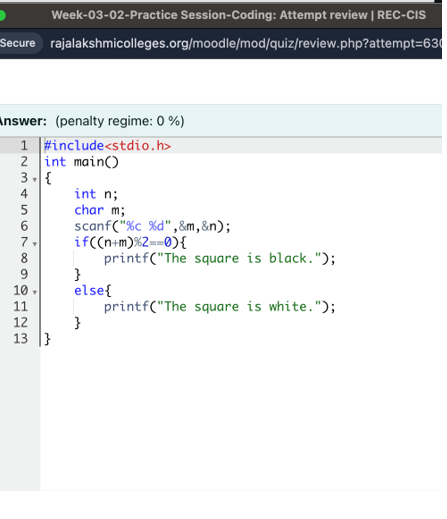 Week-03-02-Practice Session-Coding: Attempt review | REC-CIS
Secure rajalakshmicolleges.org/moodle/mod/quiz/review.php?attempt=630
Answer: (penalty regime: 0 %)
1 #include<stdio.h>
2 int main()
3 {
4     int n;
5     char m;
6     scanf("%c %d",&m,&n);
7     if((n+m)%2==0){
8         printf("The square is black.");
9     }
10     else{
11         printf("The square is white.");
12     }
13 }